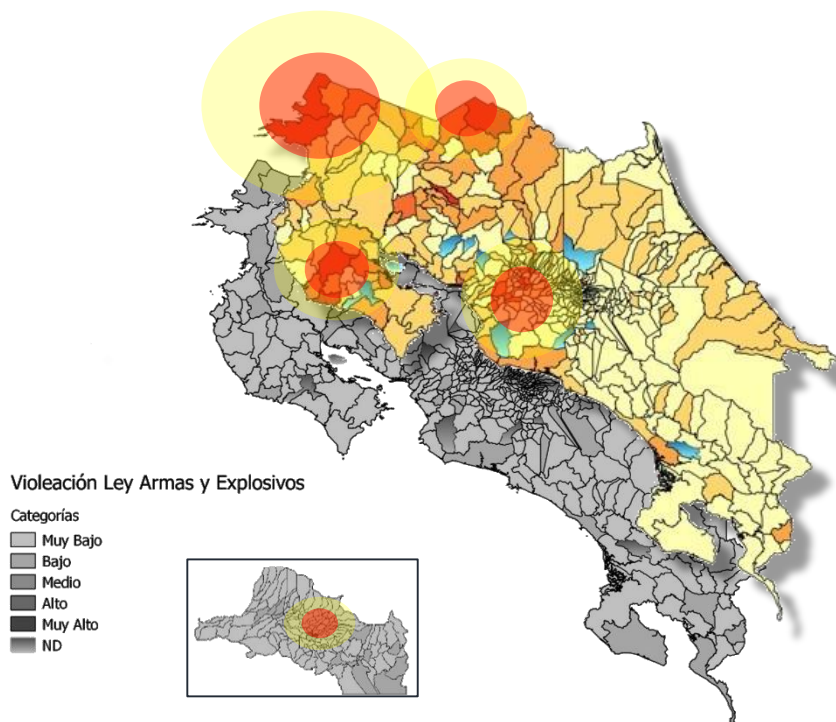 Violeación Ley Armas y Explosivos
Categorías
Muy Bajo
Bajo
Medio
Alto
Muy Alto
ND